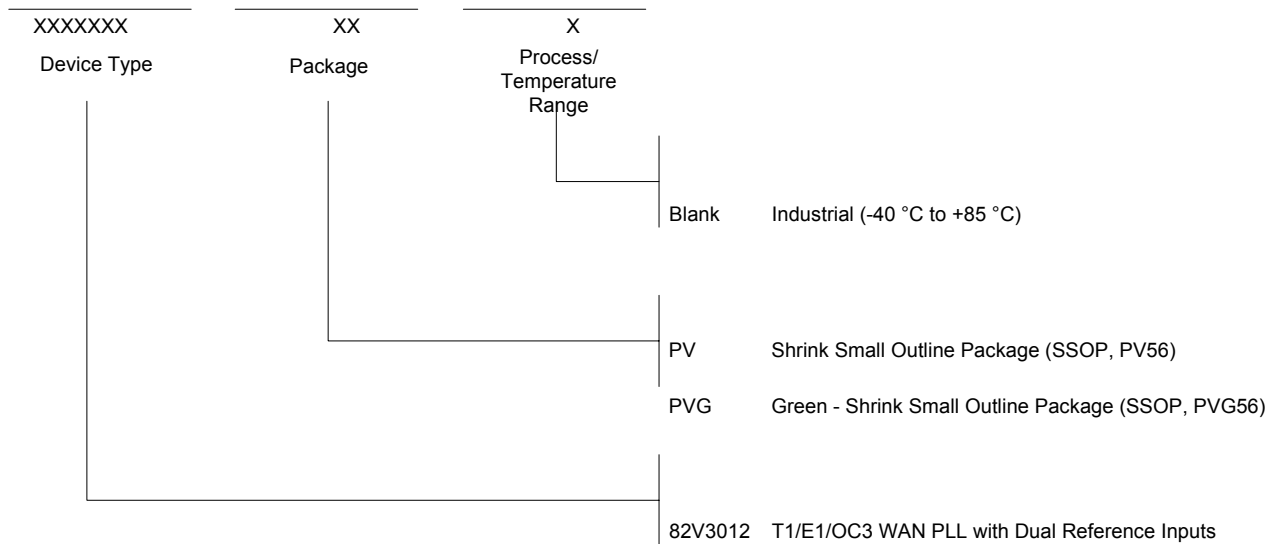 XXXXXXX XX X
Device Type Package Process/
Temperature
Range
Blank Industrial (-40 °C to +85 °C)
PV Shrink Small Outline Package (SSOP, PV56)
PVG Green - Shrink Small Outline Package (SSOP, PVG56)
82V3012 T1/E1/OC3 WAN PLL with Dual Reference Inputs